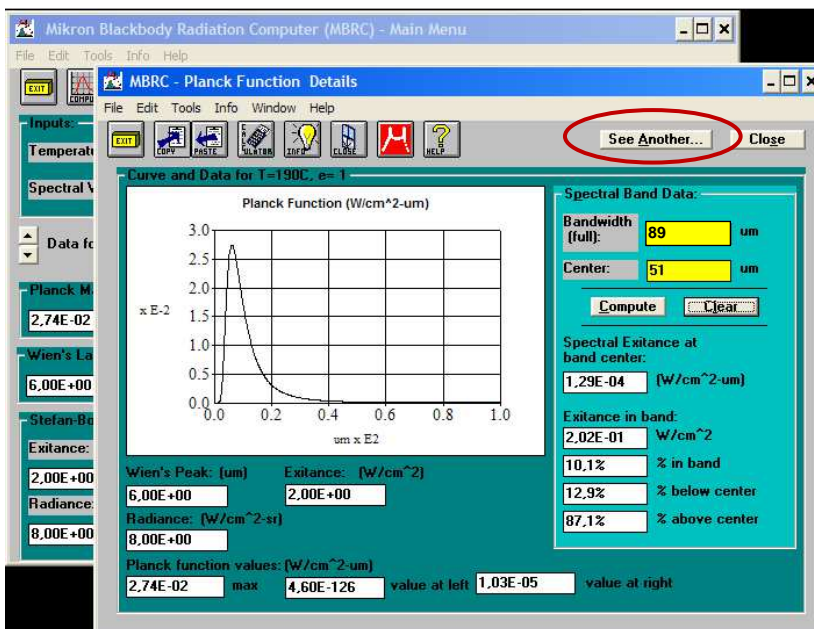 Mikron Blackbody Radiation Computer (MBRC) - Main Menu
File Edit Tools Info Help
EXIT
Inputs:
Data fo
2,74E-02
6,00E+00
Exitance:
2,00E+00
Radiance:
8,00E+00
MBRC - Planck Function Details
File Edit Tools Info Window Help
EXIT COPY PASTE INFO CLOSE HELP
See Another... Close
Curve and Data for T=190C, e= 1
Planck Function (W/cm^2-um)
3.0
2.5
2.0
x E-2
1.5
1.0
0.5
0.0
0.0 0.2 0.4 0.6 0.8 1.0
um x E2
Wien's Peak: (um) Exitance: (W/cm^2)
6,00E+00 2,00E+00
Radiance: (W/cm^2-sr)
8,00E+00
Planck function values: (W/cm^2-um)
2,74E-02 max 4,60E-126 value at left 1,03E-05 value at right
Spectral Band Data:
Bandwidth
(full):
89 um
Center: 51 um
Compute Clear
Spectral Exitance at
band center:
1,29E-04 (W/cm^2-um)
Exitance in band:
2,02E-01 W/cm^2
10,1% % in band
12,9% % below center
87,1% % above center